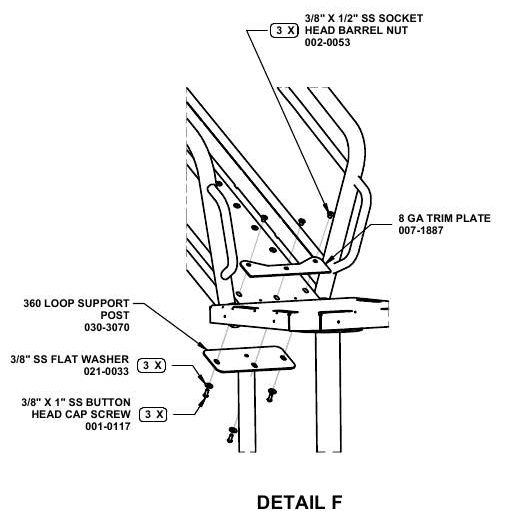 3/8" X 1/2" SS SOCKET
3 X HEAD BARREL NUT
002-0053
8 GA TRIM PLATE
007-1887
360 LOOP SUPPORT
POST
030-3070
3/8" SS FLAT WASHER
021-0033 3 X
3/8" X 1" SS BUTTON
HEAD CAP SCREW 3 X
001-0117
DETAIL F